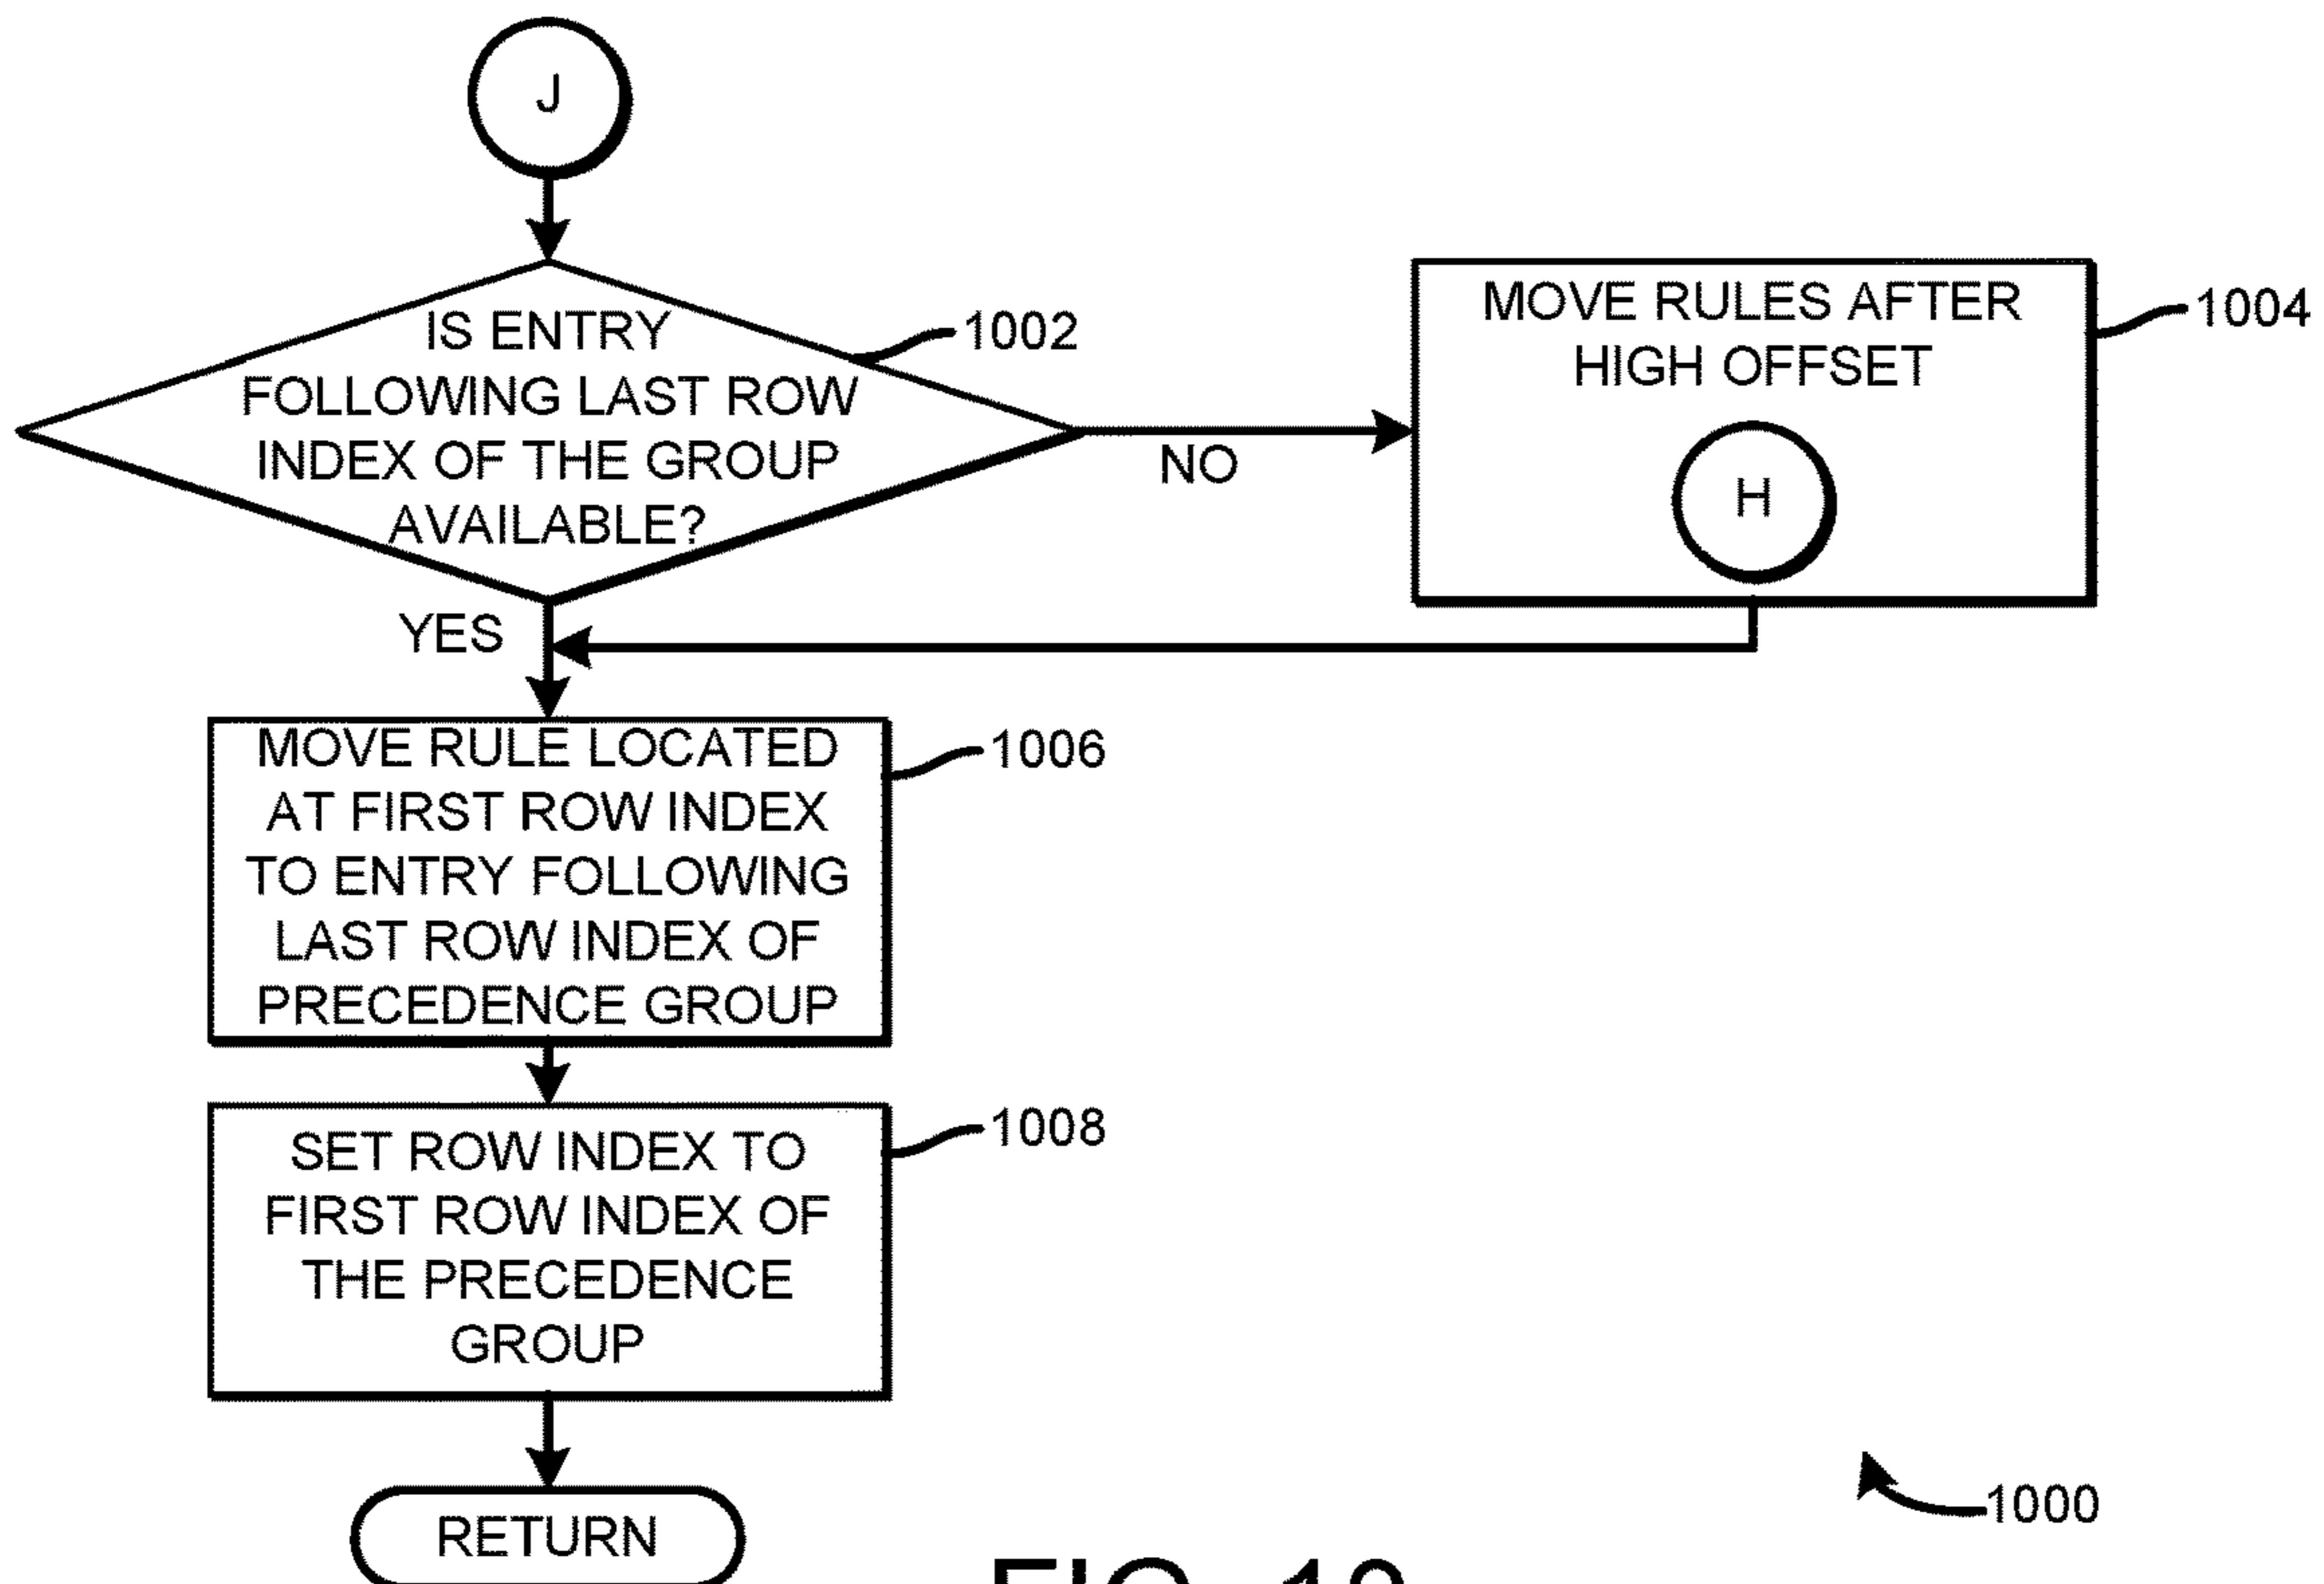 J
IS ENTRY
FOLLOWING LAST ROW
INDEX OF THE GROUP
AVAILABLE?
1002
NO
MOVE RULES AFTER
HIGH OFFSET
H
1004
YES
MOVE RULE LOCATED
AT FIRST ROW INDEX
TO ENTRY FOLLOWING
LAST ROW INDEX OF
PRECEDENCE GROUP
1006
SET ROW INDEX TO
FIRST ROW INDEX OF
THE PRECEDENCE
GROUP
1008
RETURN
1000
FIG.